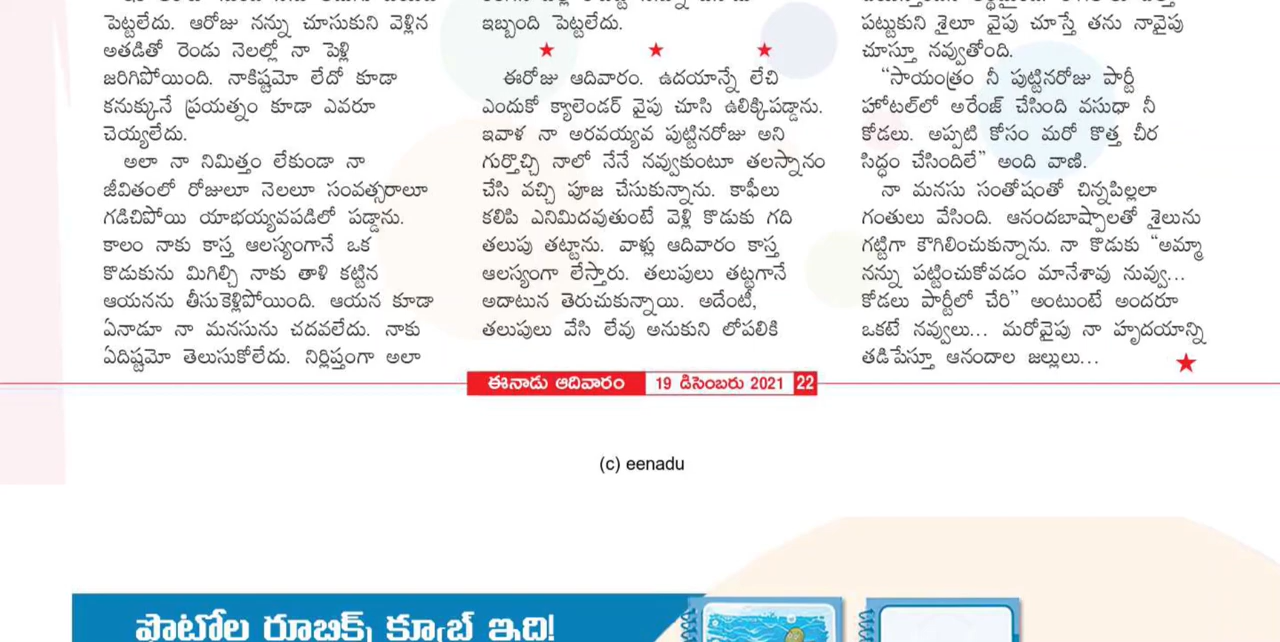 పెట్టలేదు. ఆరోజు నన్ను చూసుకుని వెళ్లిన
అతడితో రెండు నెలల్లో నా పెళ్లి
జరిగిపోయింది. నాకిష్టమో లేదో కూడా
కనుక్కునే ప్రయత్నం కూడా ఎవరూ
చెయ్యలేదు.
అలా నా నిమిత్తం లేకుండా నా
జీవితంలో రోజులూ నెలలూ సంవత్సరాలూ
గడిచిపోయి యాభయ్యవపడిలో పడ్డాను.
కాలం నాకు కాస్త ఆలస్యంగానే ఒక
కొడుకును మిగిల్చి నాకు తాళి కట్టిన
ఆయనను తీసుకెళ్లిపోయింది. ఆయన కూడా
ఏనాడూ నా మనసును చదవలేదు. నాకు
ఏదిష్టమో తెలుసుకోలేదు. నిర్లిప్తంగా అలా
ఇబ్బంది పెట్టలేదు.
★ ★ ★
ఈరోజు ఆదివారం. ఉదయాన్నే లేచి
ఎందుకో క్యాలెండర్ వైపు చూసి ఉలిక్కిపడ్డాను.
ఇవాళ నా అరవయ్యవ పుట్టినరోజు అని
గుర్తొచ్చి నాలో నేనే నవ్వుకుంటూ తలస్నానం
చేసి వచ్చి పూజ చేసుకున్నాను. కాఫీలు
కలిపి ఎనిమిదవుతుంటే వెళ్లి కొడుకు గది
తలుపు తట్టాను. వాళ్లు ఆదివారం కాస్త
ఆలస్యంగా లేస్తారు. తలుపులు తట్టగానే
అదాటున తెరుచుకున్నాయి. అదేంటీ,
తలుపులు వేసి లేవు అనుకుని లోపలికి
పట్టుకుని శైలూ వైపు చూస్తే తను నావైపు
చూస్తూ నవ్వుతోంది.
“సాయంత్రం నీ పుట్టినరోజు పార్టీ
హోటల్‌లో అరేంజ్ చేసింది వసుధా నీ
కోడలు. అప్పటి కోసం మరో కొత్త చీర
సిద్ధం చేసిందిలే” అంది వాణి.
నా మనసు సంతోషంతో చిన్నపిల్లలా
గంతులు వేసింది. ఆనందబాష్పాలతో శైలును
గట్టిగా కౌగిలించుకున్నాను. నా కొడుకు “అమ్మా
నన్ను పట్టించుకోవడం మానేశావు నువ్వు...
కోడలు పార్టీలో చేరి” అంటుంటే అందరూ
ఒకటే నవ్వులు... మరోవైపు నా హృదయాన్ని
తడిపేస్తూ ఆనందాల జల్లులు... ★
ఈనాడు ఆదివారం 19 డిసెంబరు 2021 22
(c) eenadu
ఫొటోల రూబిక్స్ క్యూబ్ ఇది!